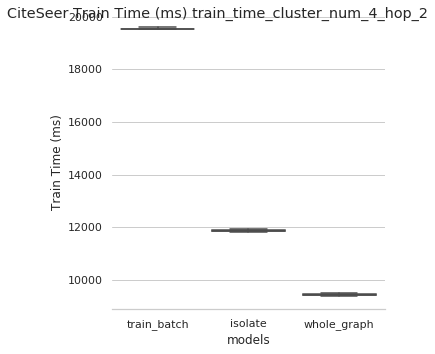 CiteSeer Train Time (ms) train_time_cluster_num_4_hop_2
20000
18000
16000
14000
12000
10000
Train Time (ms)
train_batch isolate whole_graph
models